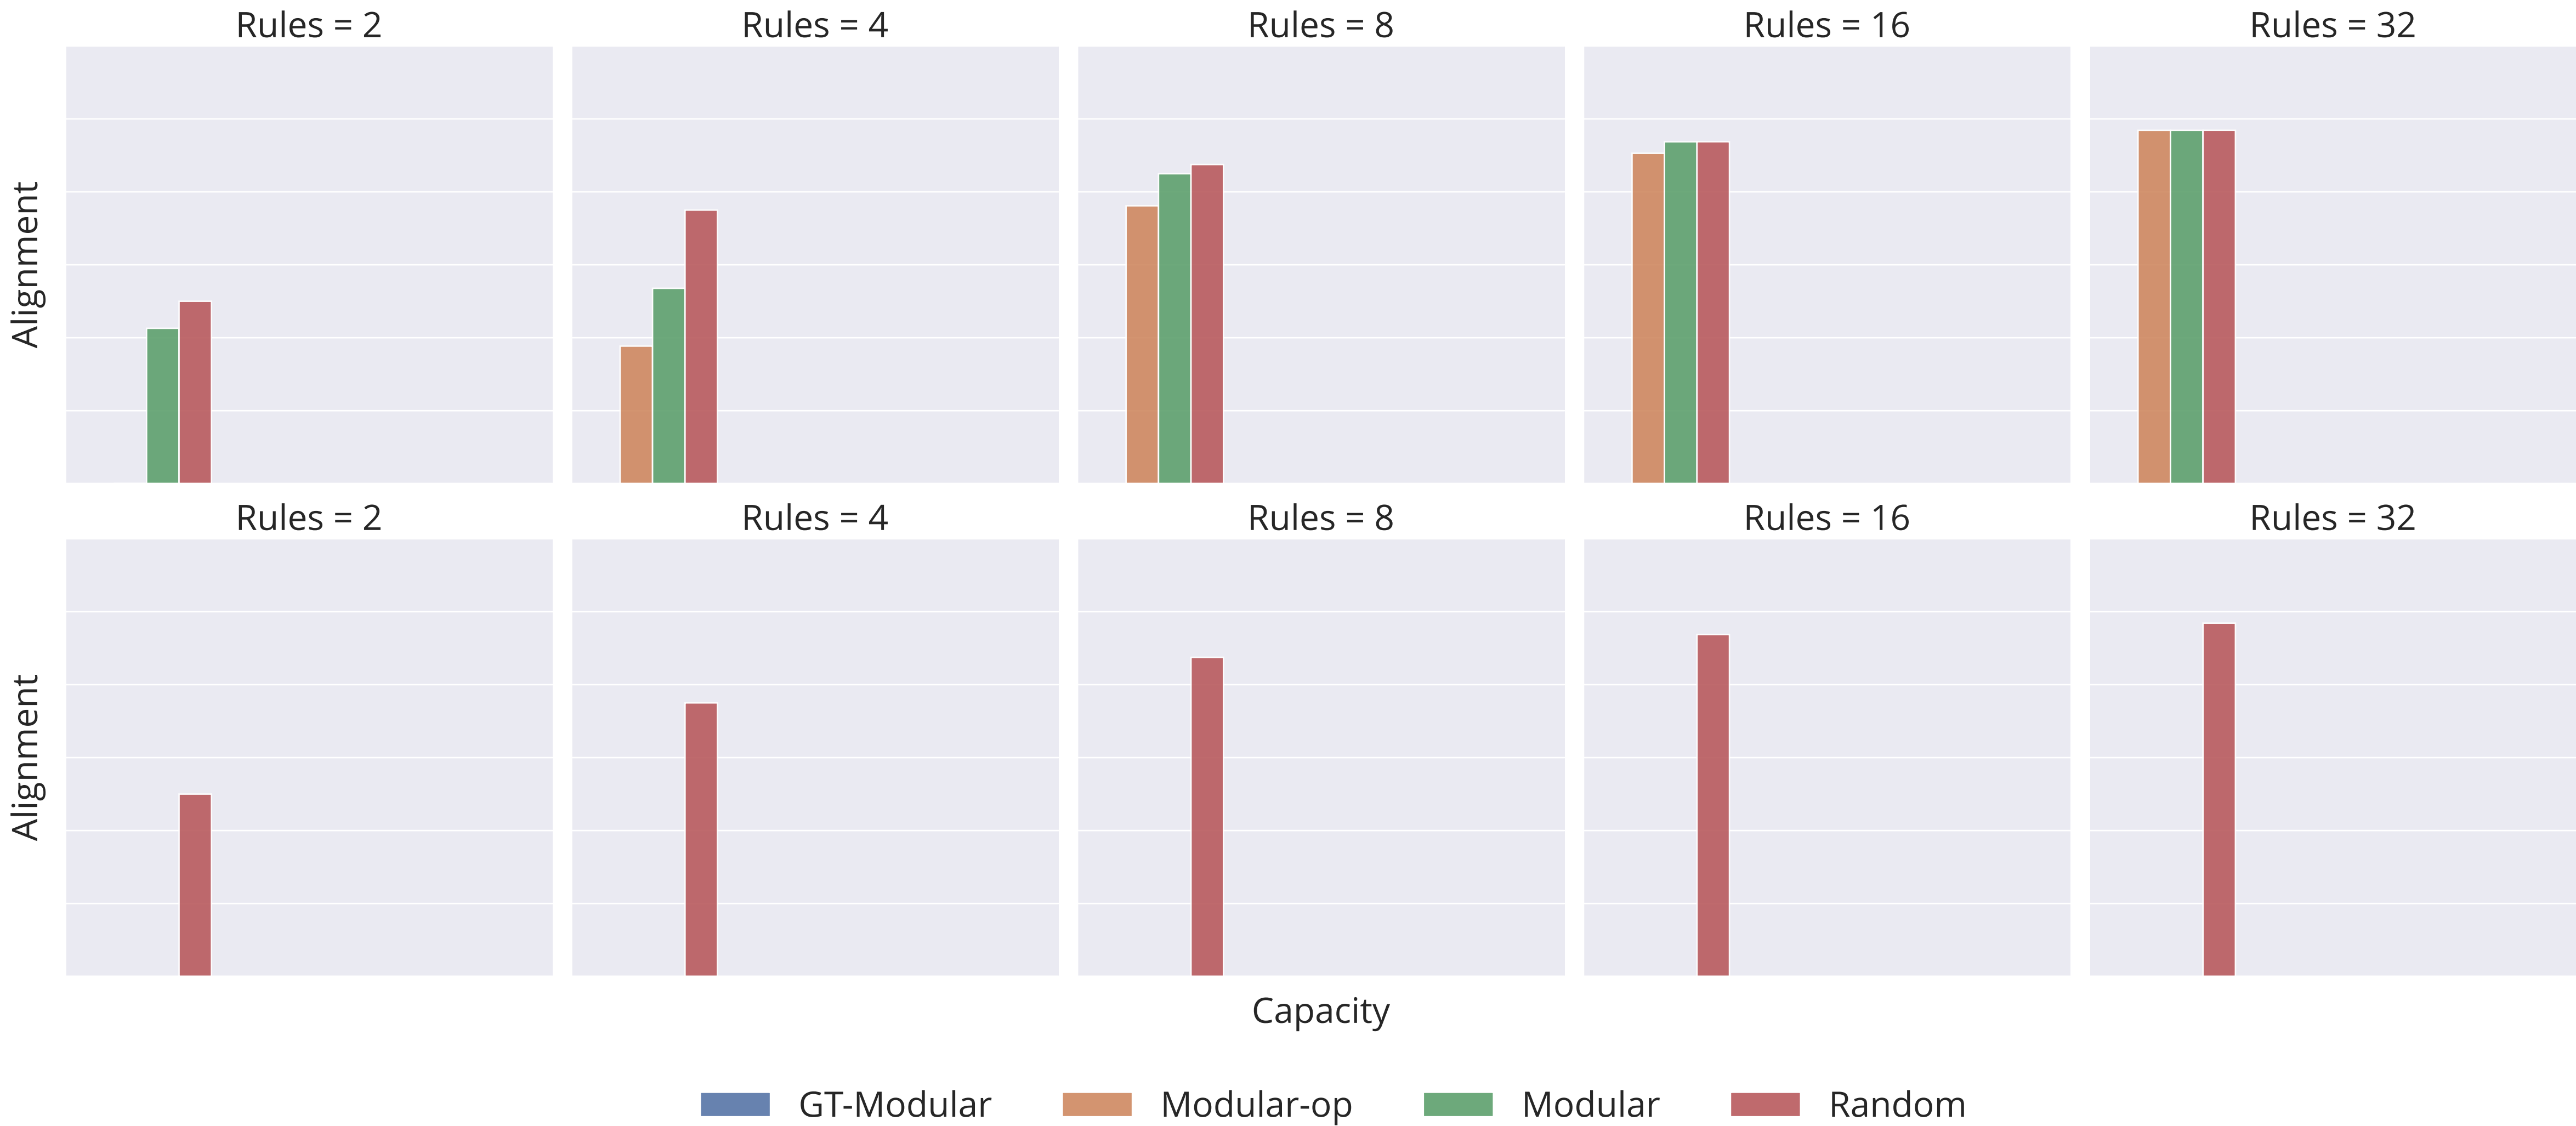 Rules = 2 Rules = 4 Rules = 8 Rules = 16 Rules = 32
Alignment
Rules = 2 Rules = 4 Rules = 8 Rules = 16 Rules = 32
Alignment
Capacity
GT-Modular Modular-op Modular Random